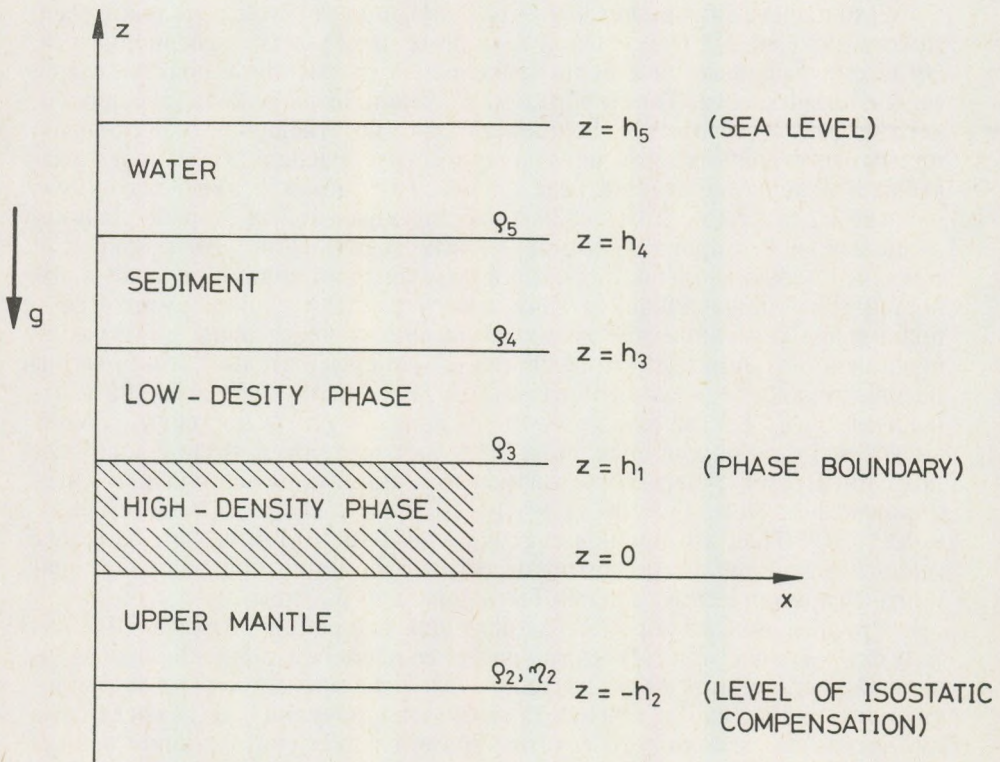 z
z = h₅ (SEA LEVEL)
WATER
g
ρ₅
z = h₄
SEDIMENT
ρ₄
z = h₃
LOW - DESITY PHASE
ρ₃
z = h₁ (PHASE BOUNDARY)
HIGH - DENSITY PHASE
z = 0
x
UPPER MANTLE
ρ₂, η₂
z = -h₂ (LEVEL OF ISOSTATIC
COMPENSATION)